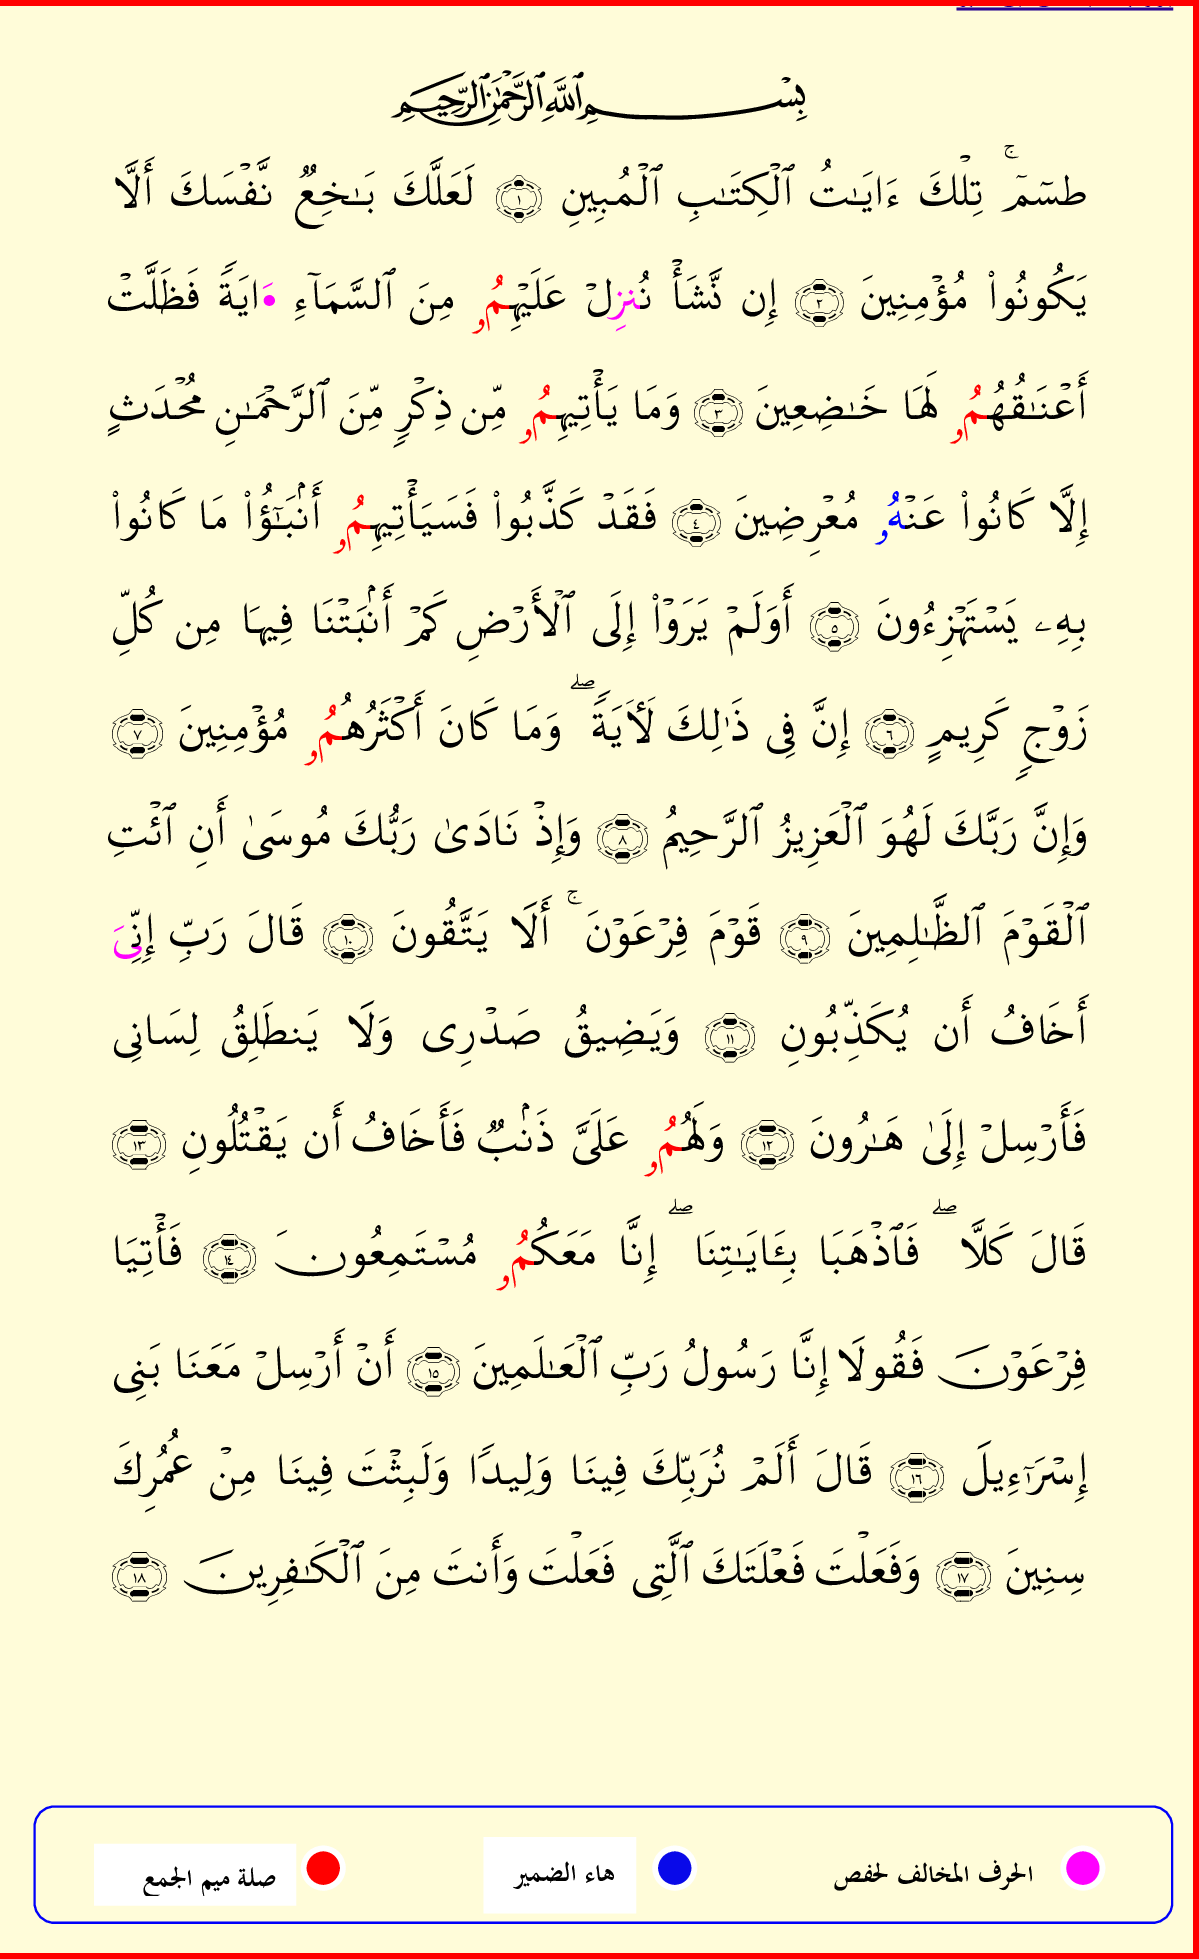 بِسْمِ ٱللَّهِ ٱلرَّحْمَٰنِ ٱلرَّحِيمِ
طسٓمٓ ۚ تِلْكَ ءَايَٰتُ ٱلْكِتَٰبِ ٱلْمُبِينِ ١ لَعَلَّكَ بَٰخِعٌ نَّفْسَكَ أَلَّا
يَكُونُوا۟ مُؤْمِنِينَ ٢ إِن نَّشَأْ نُنزِلْ عَلَيْهِمُۥ مِنَ ٱلسَّمَآءِ ءَايَةً فَظَلَّتْ
أَعْنَٰقُهُمُۥ لَهَا خَٰضِعِينَ ٣ وَمَا يَأْتِيهِمُۥ مِّن ذِكْرٍ مِّنَ ٱلرَّحْمَٰنِ مُحْدَثٍ
إِلَّا كَانُوا۟ عَنْهُۥ مُعْرِضِينَ ٤ فَقَدْ كَذَّبُوا۟ فَسَيَأْتِيهِمُۥ أَنۢبَٰٓؤُا۟ مَا كَانُوا۟
بِهِۦ يَسْتَهْزِءُونَ ٥ أَوَلَمْ يَرَوْا۟ إِلَى ٱلْأَرْضِ كَمْ أَنۢبَتْنَا فِيهَا مِن كُلِّ
زَوْجٍ كَرِيمٍ ٦ إِنَّ فِى ذَٰلِكَ لَأٓيَةً ۖ وَمَا كَانَ أَكْثَرُهُمُۥ مُؤْمِنِينَ ٧
وَإِنَّ رَبَّكَ لَهُوَ ٱلْعَزِيزُ ٱلرَّحِيمُ ٨ وَإِذْ نَادَىٰ رَبُّكَ مُوسَىٰ أَنِ ٱئْتِ
ٱلْقَوْمَ ٱلظَّٰلِمِينَ ٩ قَوْمَ فِرْعَوْنَ ۚ أَلَا يَتَّقُونَ ١٠ قَالَ رَبِّ إِنِّىَ
أَخَافُ أَن يُكَذِّبُونِ ١١ وَيَضِيقُ صَدْرِى وَلَا يَنطَلِقُ لِسَانِى
فَأَرْسِلْ إِلَىٰ هَٰرُونَ ١٢ وَلَهُمُۥ عَلَىَّ ذَنۢبٌ فَأَخَافُ أَن يَقْتُلُونِ ١٣
قَالَ كَلَّا ۖ فَٱذْهَبَا بِـَٔايَٰتِنَا ۖ إِنَّا مَعَكُمُۥ مُسْتَمِعُونَ ١٤ فَأْتِيَا
فِرْعَوْنَ فَقُولَا إِنَّا رَسُولُ رَبِّ ٱلْعَٰلَمِينَ ١٥ أَنْ أَرْسِلْ مَعَنَا بَنِى
إِسْرَٰٓءِيلَ ١٦ قَالَ أَلَمْ نُرَبِّكَ فِينَا وَلِيدًا وَلَبِثْتَ فِينَا مِنْ عُمُرِكَ
سِنِينَ ١٧ وَفَعَلْتَ فَعْلَتَكَ ٱلَّتِى فَعَلْتَ وَأَنتَ مِنَ ٱلْكَٰفِرِينَ ١٨
الحرف المخالف لحفص هاء الضمير صلة ميم الجمع